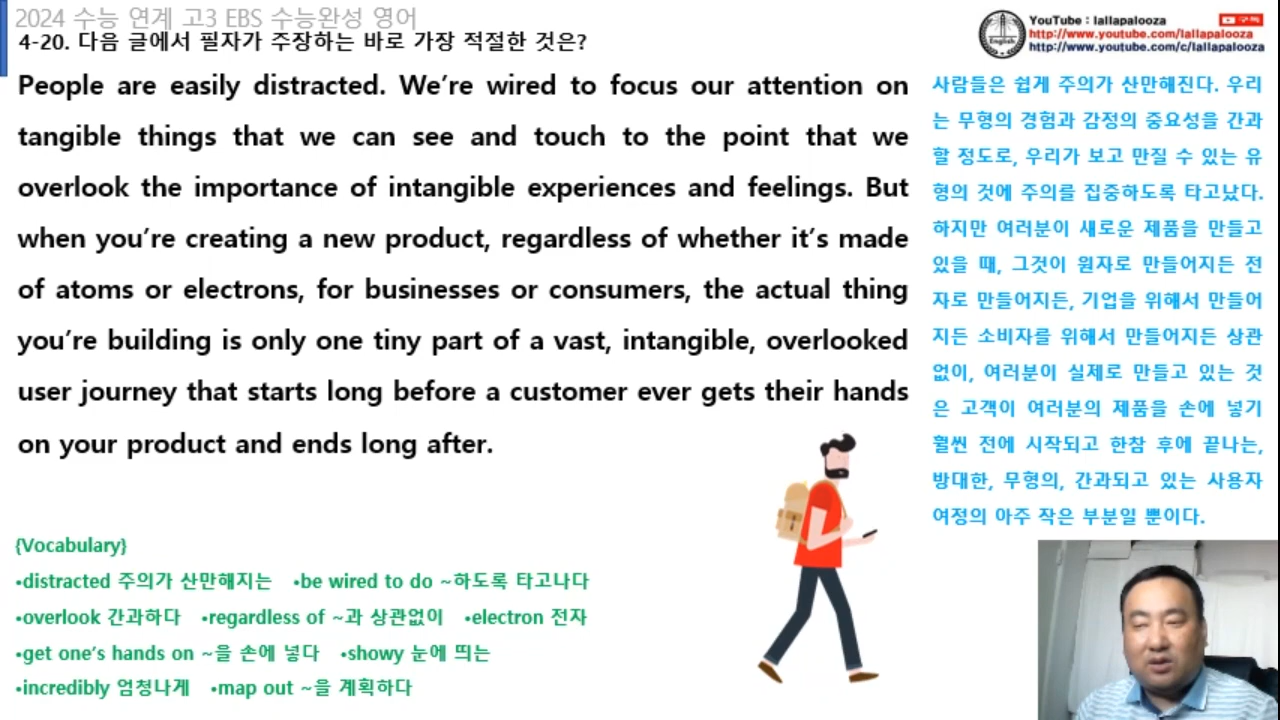 2024 수능 연계 고3 EBS 수능완성 영어
4-20. 다음 글에서 필자가 주장하는 바로 가장 적절한 것은?
YouTube : lallapalooza
구독
http://www.youtube.com/lallapalooza
http://www.youtube.com/c/lallapalooza
English
People are easily distracted. We’re wired to focus our attention on
tangible things that we can see and touch to the point that we
overlook the importance of intangible experiences and feelings. But
when you’re creating a new product, regardless of whether it’s made
of atoms or electrons, for businesses or consumers, the actual thing
you’re building is only one tiny part of a vast, intangible, overlooked
user journey that starts long before a customer ever gets their hands
on your product and ends long after.
사람들은 쉽게 주의가 산만해진다. 우리
는 무형의 경험과 감정의 중요성을 간과
할 정도로, 우리가 보고 만질 수 있는 유
형의 것에 주의를 집중하도록 타고났다.
하지만 여러분이 새로운 제품을 만들고
있을 때, 그것이 원자로 만들어지든 전
자로 만들어지든, 기업을 위해서 만들어
지든 소비자를 위해서 만들어지든 상관
없이, 여러분이 실제로 만들고 있는 것
은 고객이 여러분의 제품을 손에 넣기
훨씬 전에 시작되고 한참 후에 끝나는,
방대한, 무형의, 간과되고 있는 사용자
여정의 아주 작은 부분일 뿐이다.
{Vocabulary}
•distracted 주의가 산만해지는 •be wired to do ~하도록 타고나다
•overlook 간과하다 •regardless of ~과 상관없이 •electron 전자
•get one’s hands on ~을 손에 넣다 •showy 눈에 띄는
•incredibly 엄청나게 •map out ~을 계획하다